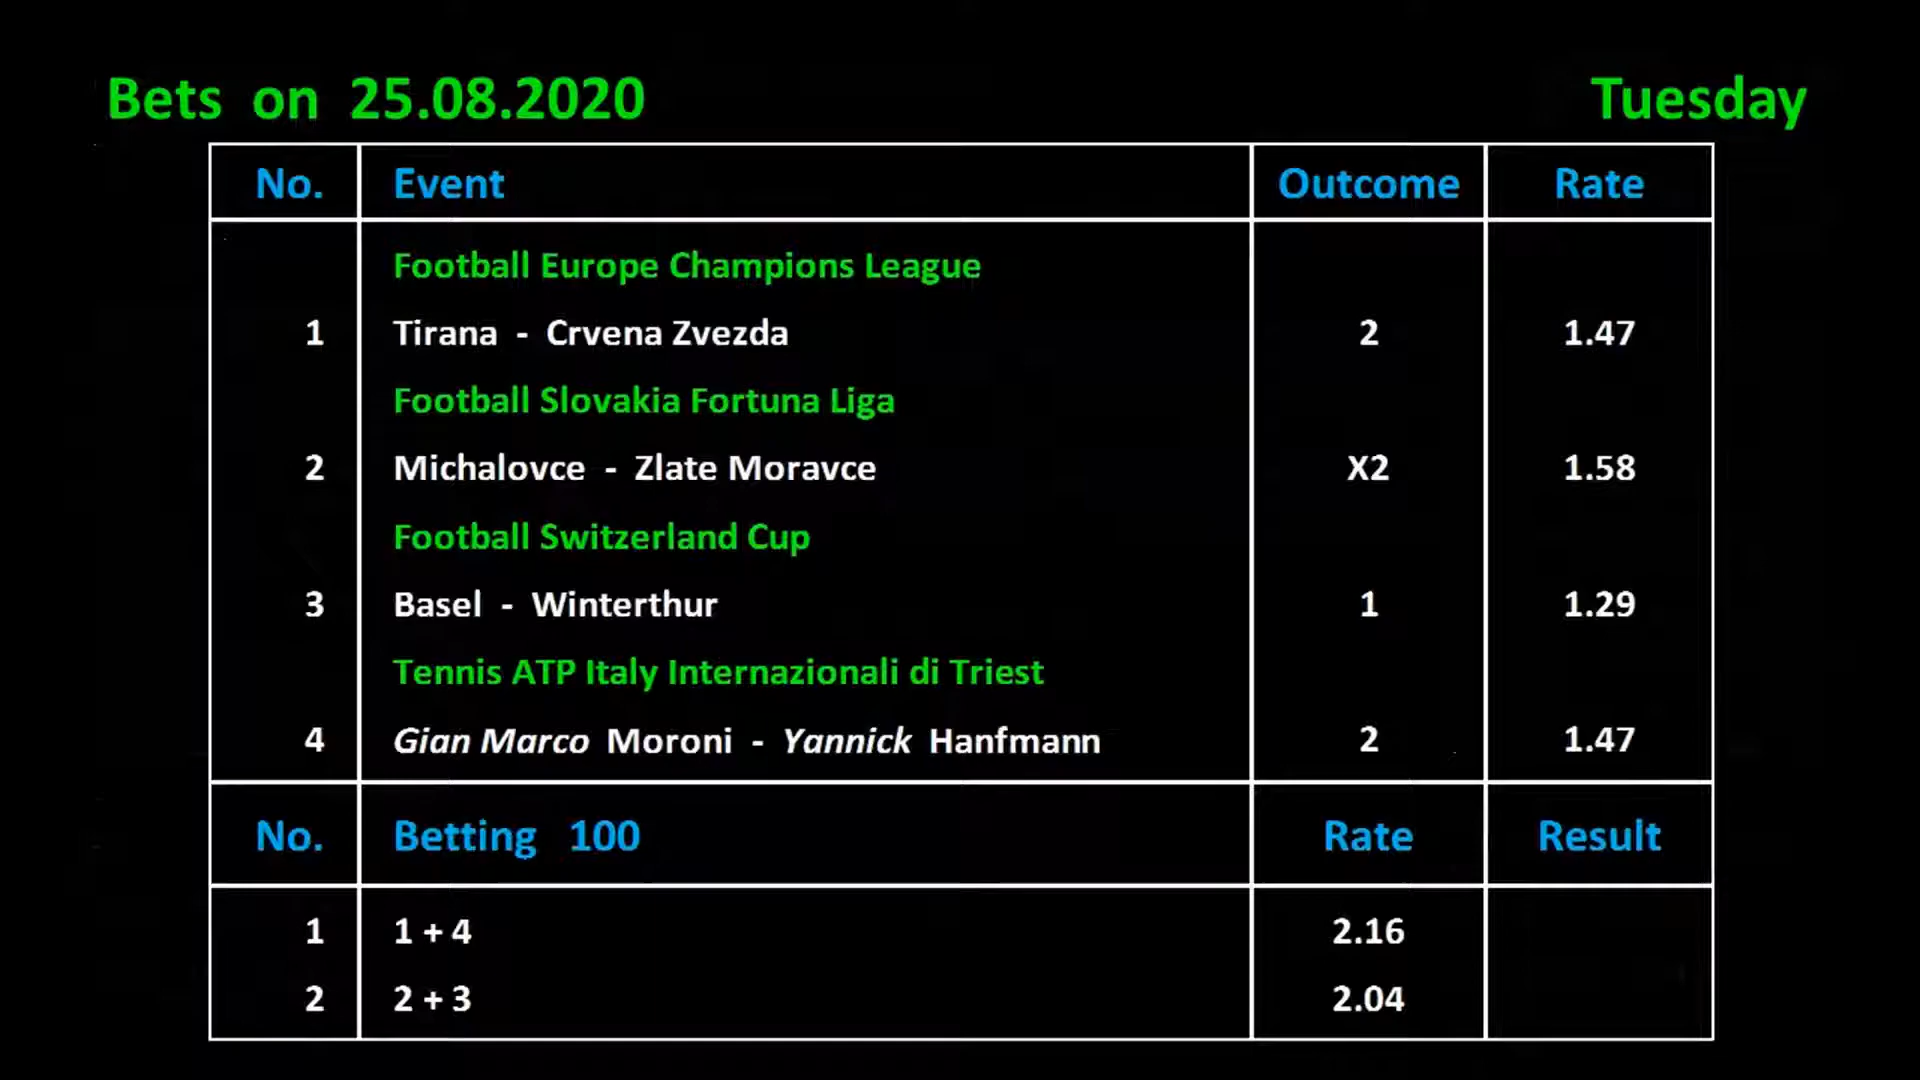 Bets on 25.08.2020 Tuesday
No. Event Outcome Rate
Football Europe Champions League
1 Tirana - Crvena Zvezda 2 1.47
Football Slovakia Fortuna Liga
2 Michalovce - Zlate Moravce X2 1.58
Football Switzerland Cup
3 Basel - Winterthur 1 1.29
Tennis ATP Italy Internazionali di Triest
4 Gian Marco Moroni - Yannick Hanfmann 2 1.47
No. Betting 100 Rate Result
1 1 + 4 2.16
2 2 + 3 2.04